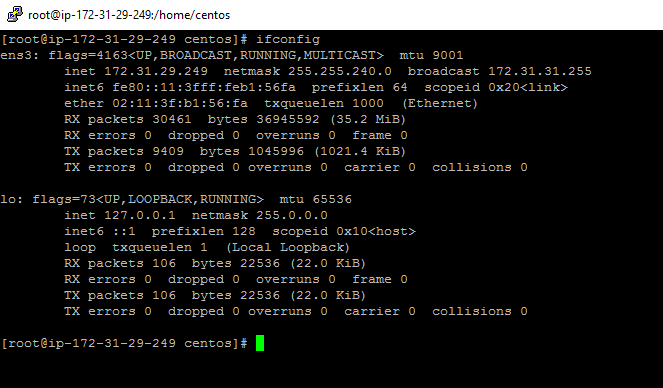 root@ip-172-31-29-249:/home/centos
[root@ip-172-31-29-249 centos]# ifconfig
ens3: flags=4163<UP,BROADCAST,RUNNING,MULTICAST>  mtu 9001
        inet 172.31.29.249  netmask 255.255.240.0  broadcast 172.31.31.255
        inet6 fe80::11:3fff:feb1:56fa  prefixlen 64  scopeid 0x20<link>
        ether 02:11:3f:b1:56:fa  txqueuelen 1000  (Ethernet)
        RX packets 30461  bytes 36945592 (35.2 MiB)
        RX errors 0  dropped 0  overruns 0  frame 0
        TX packets 9409  bytes 1045996 (1021.4 KiB)
        TX errors 0  dropped 0 overruns 0  carrier 0  collisions 0

lo: flags=73<UP,LOOPBACK,RUNNING>  mtu 65536
        inet 127.0.0.1  netmask 255.0.0.0
        inet6 ::1  prefixlen 128  scopeid 0x10<host>
        loop  txqueuelen 1  (Local Loopback)
        RX packets 106  bytes 22536 (22.0 KiB)
        RX errors 0  dropped 0  overruns 0  frame 0
        TX packets 106  bytes 22536 (22.0 KiB)
        TX errors 0  dropped 0 overruns 0  carrier 0  collisions 0

[root@ip-172-31-29-249 centos]#